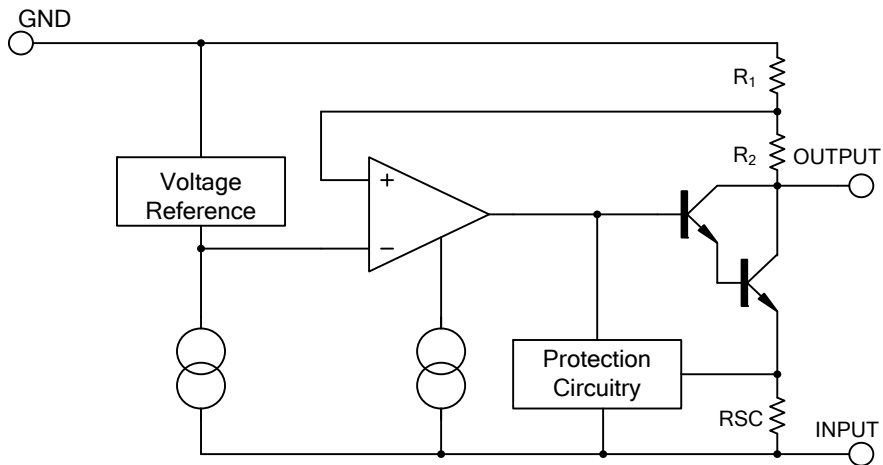 GND
R1
Voltage
Reference
+
−
R2
OUTPUT
Protection
Circuitry
RSC
INPUT